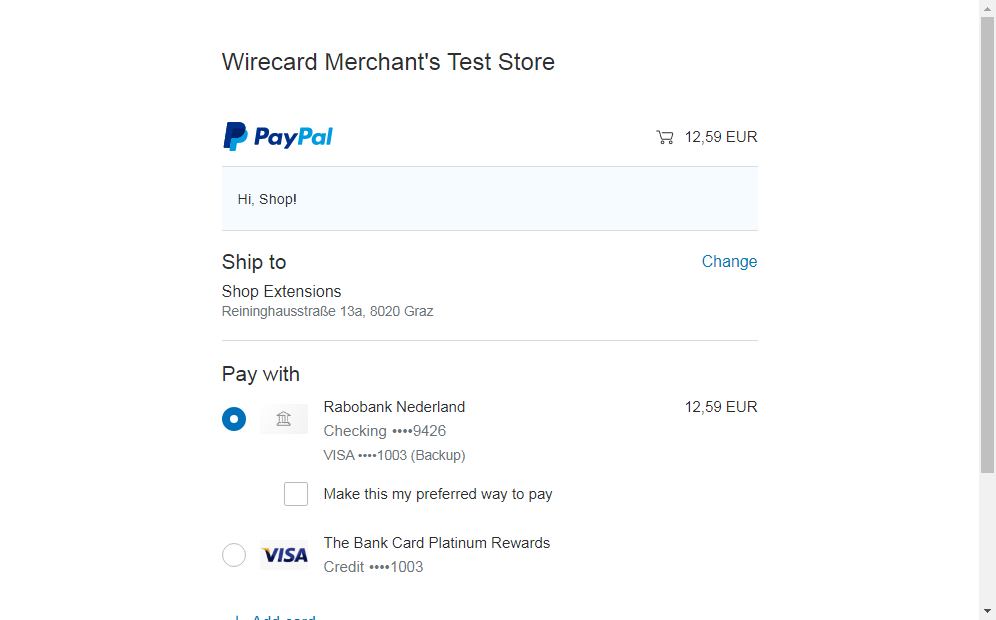 Wirecard Merchant's Test Store
PayPal
12,59 EUR
Hi, Shop!
Ship to
Change
Shop Extensions
Reininghausstraße 13a, 8020 Graz
Pay with
Rabobank Nederland
12,59 EUR
Checking ••••9426
VISA ••••1003 (Backup)
Make this my preferred way to pay
VISA
The Bank Card Platinum Rewards
Credit ••••1003
+ Add card